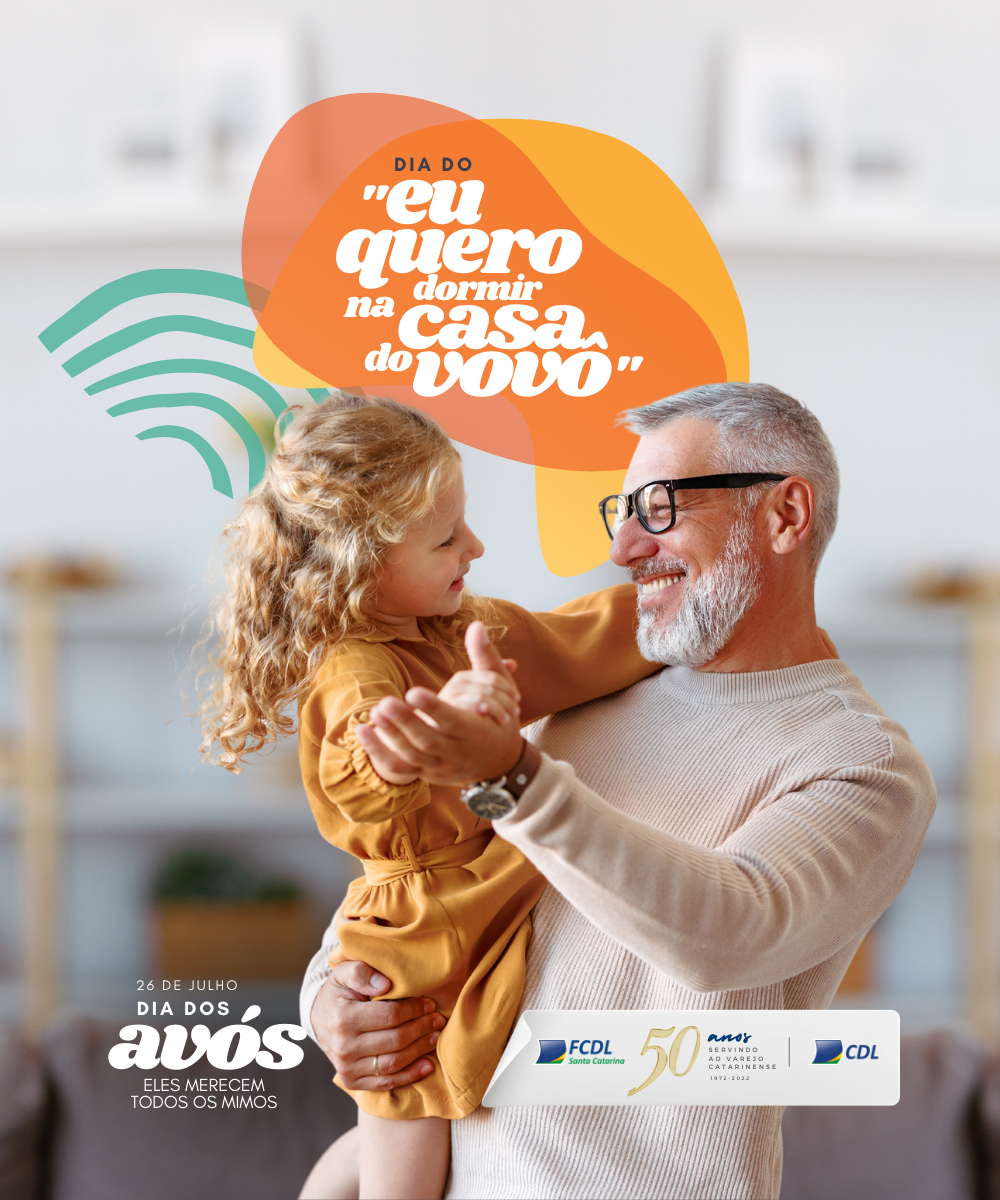 DIA DO
"eu
quero
dormir
na casa
do vovô"
26 DE JULHO
DIA DOS
avós
ELES MERECEM
TODOS OS MIMOS
FCDL
Santa Catarina
50 anos
SERVINDO
AO VAREJO
CATARINENSE
1972-2022
CDL